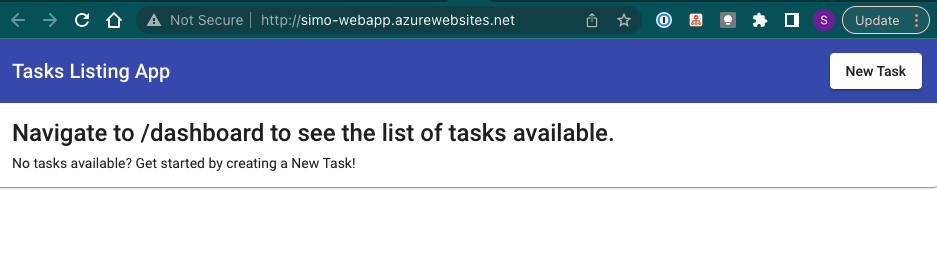 Not Secure | http://simo-webapp.azurewebsites.net
S
Update
Tasks Listing App
New Task
Navigate to /dashboard to see the list of tasks available.
No tasks available? Get started by creating a New Task!